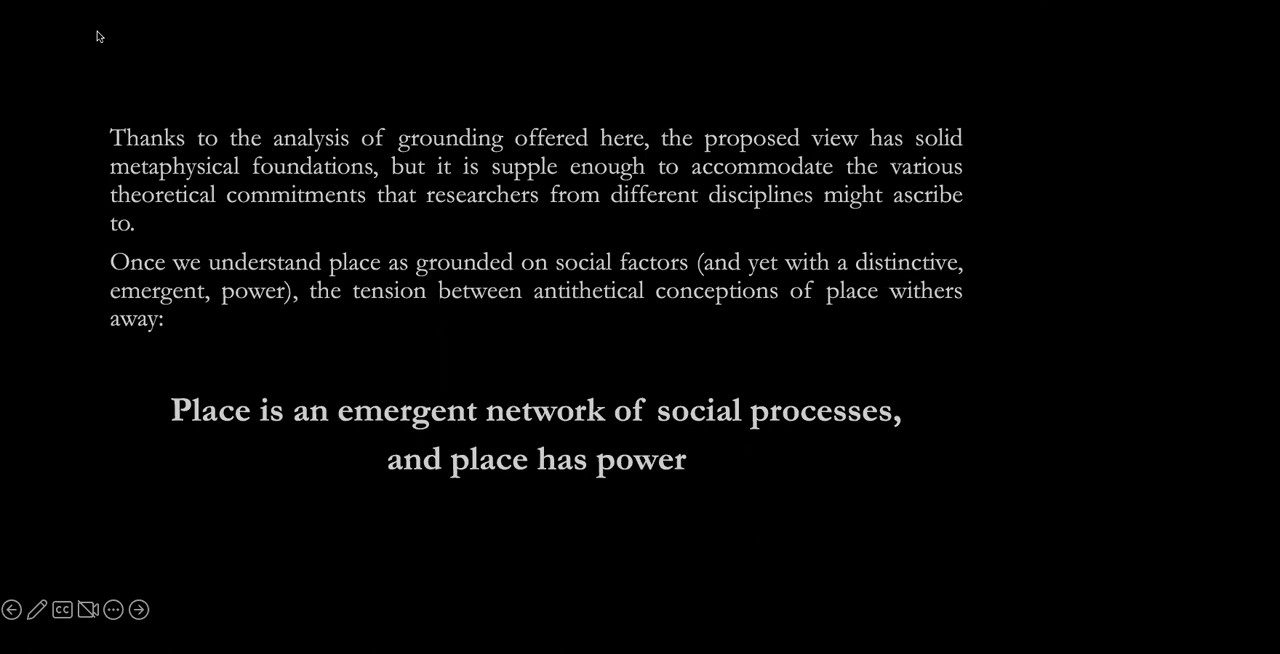 Thanks to the analysis of grounding offered here, the proposed view has solid
metaphysical foundations, but it is supple enough to accommodate the various
theoretical commitments that researchers from different disciplines might ascribe
to.
Once we understand place as grounded on social factors (and yet with a distinctive,
emergent, power), the tension between antithetical conceptions of place withers
away:
Place is an emergent network of social processes,
and place has power
CC